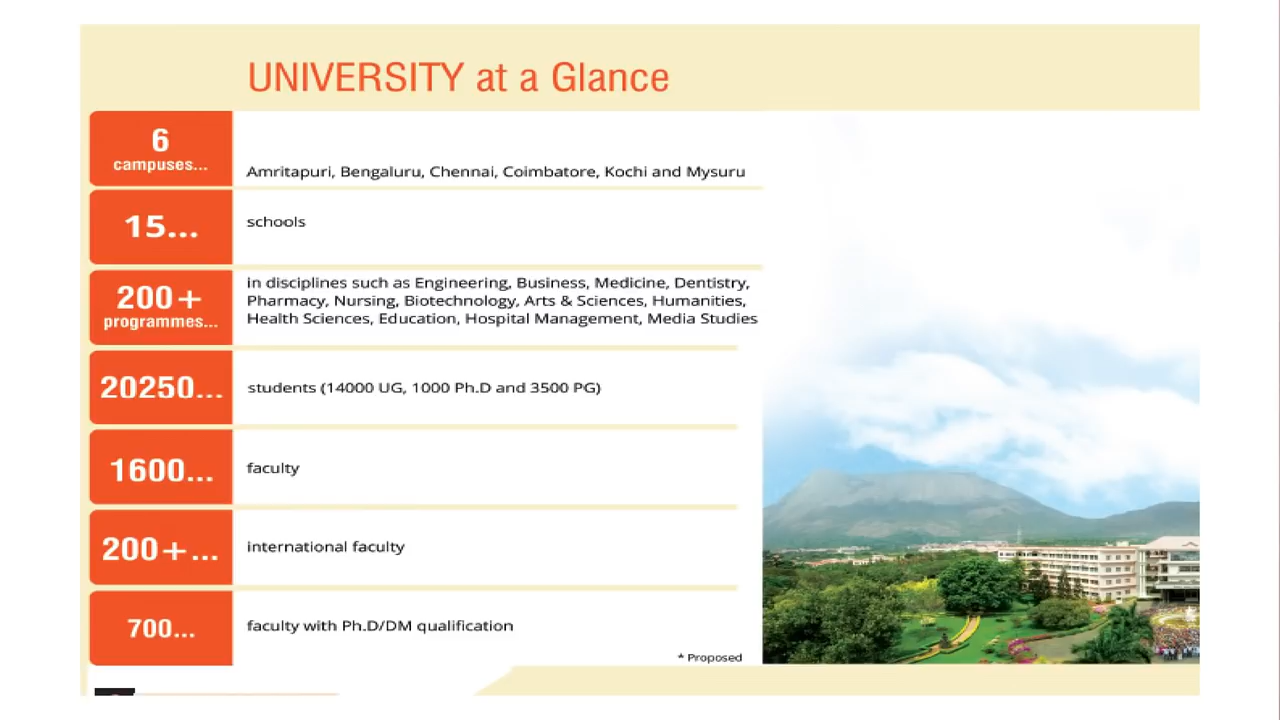 UNIVERSITY at a Glance
6
campuses...
Amritapuri, Bengaluru, Chennai, Coimbatore, Kochi and Mysuru
15...
schools
200+
programmes...
in disciplines such as Engineering, Business, Medicine, Dentistry,
Pharmacy, Nursing, Biotechnology, Arts & Sciences, Humanities,
Health Sciences, Education, Hospital Management, Media Studies
20250...
students (14000 UG, 1000 Ph.D and 3500 PG)
1600...
faculty
200+...
international faculty
700...
faculty with Ph.D/DM qualification
* Proposed